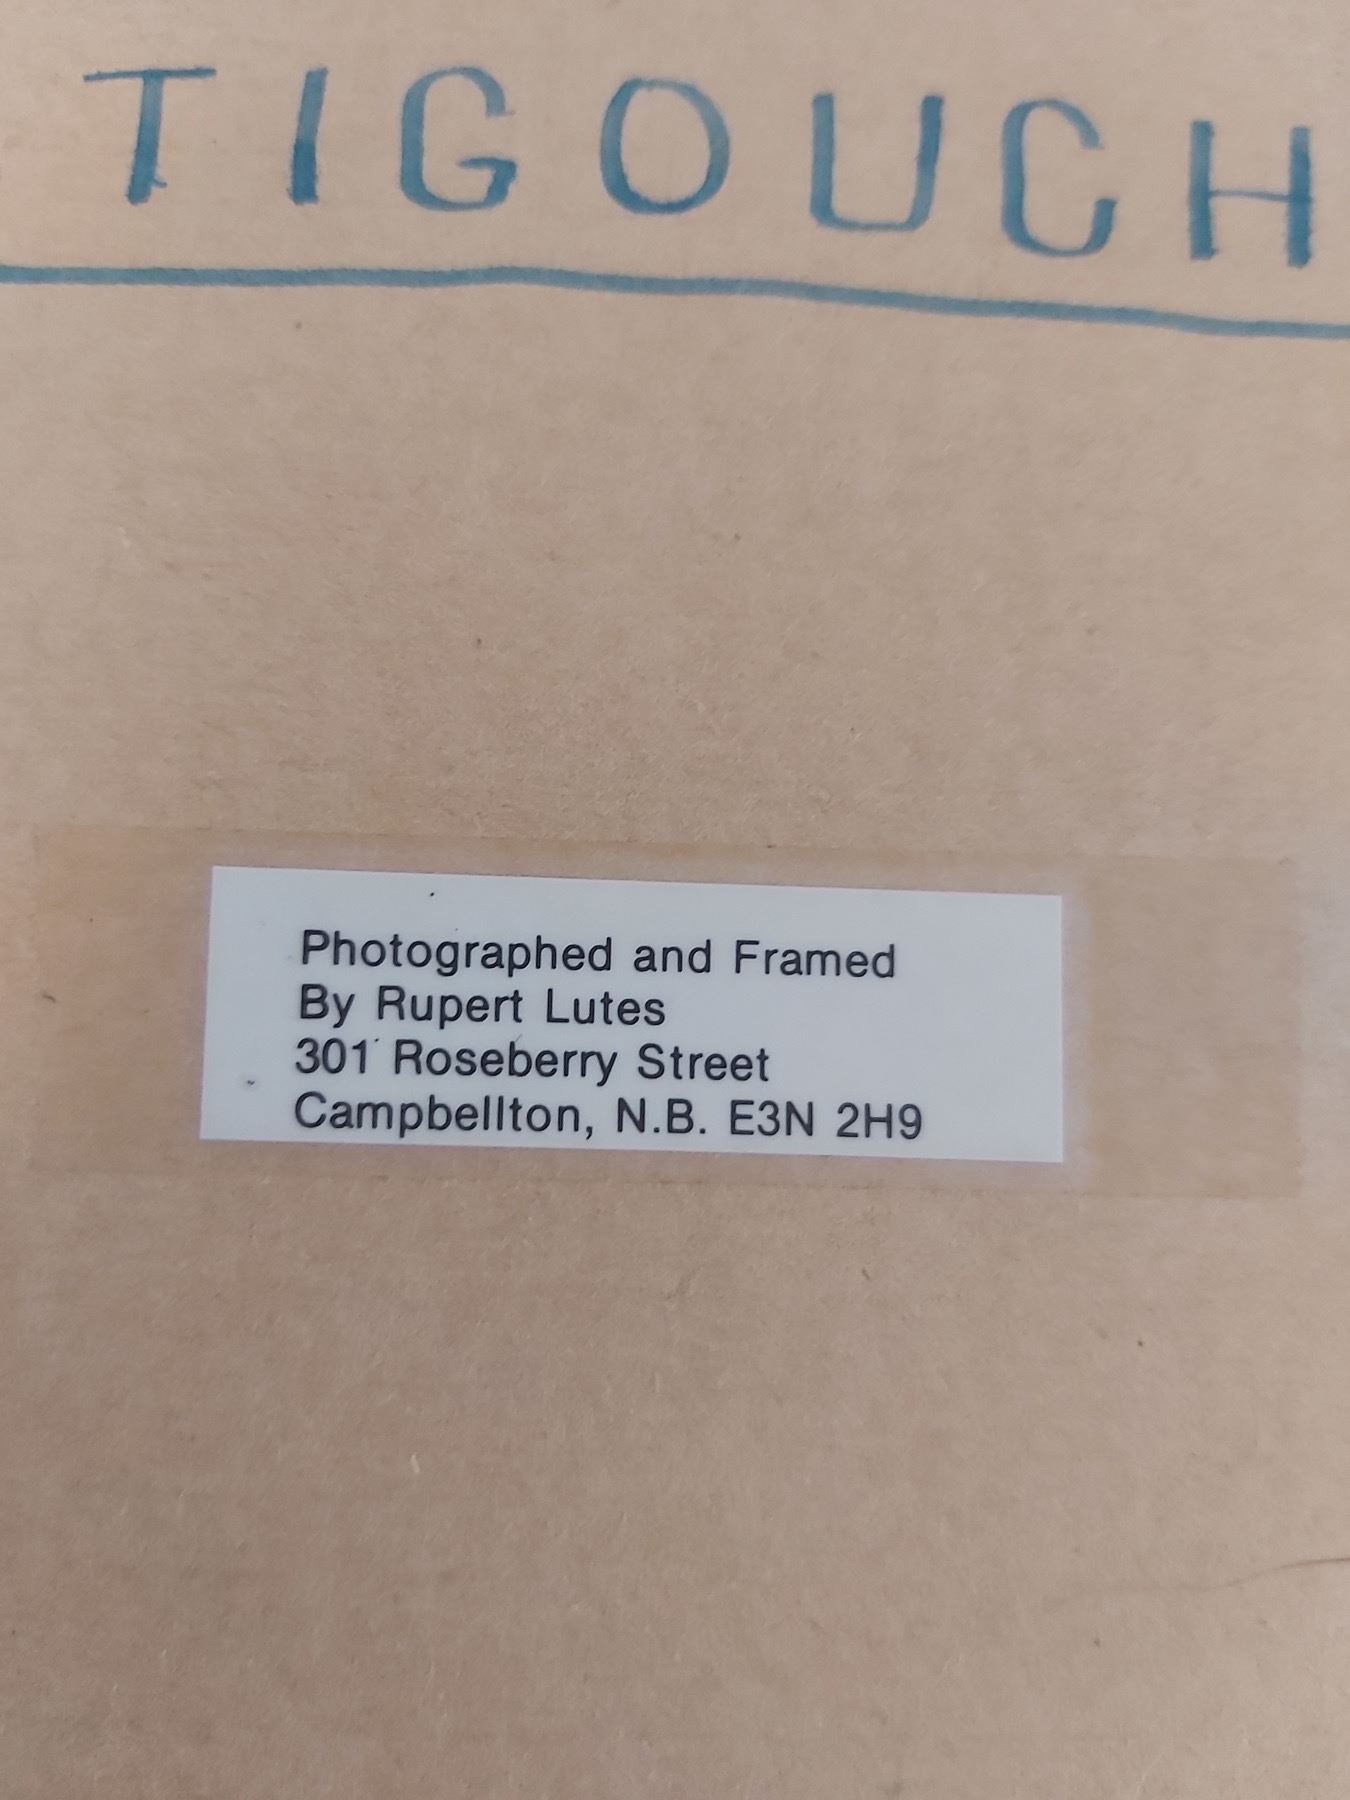 TIGOUCH
Photographed and Framed
By Rupert Lutes
301 Roseberry Street
Campbellton, N.B. E3N 2H9